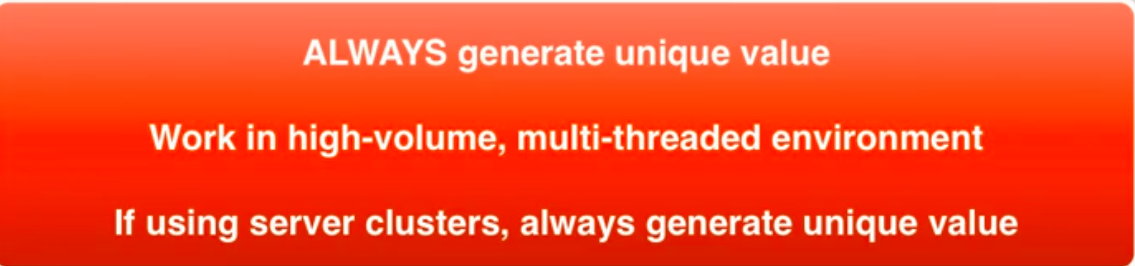 ALWAYS generate unique value
Work in high-volume, multi-threaded environment
If using server clusters, always generate unique value